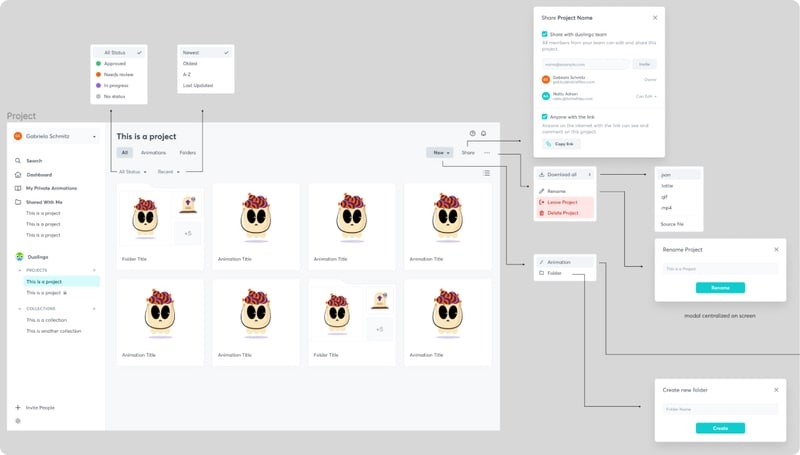 Project
All Status
Approved
Needs review
In progress
No status
Newest
Oldest
A-Z
Last Updated
Gabriela Schmitz
Search
Dashboard
My Private Animations
Shared With Me
This is a project
This is a project
This is a project
Duolingo
PROJECTS
This is a project
This is a project
COLLECTIONS
This is a collection
This is another collection
Invite People
This is a project
All
Animations
Folders
New
Share
All Status
Recent
+5
Folder Title
Animation Title
Animation Title
Animation Title
Animation Title
Animation Title
+5
Folder Title
Animation Title
Share Project Name
Share with duolingo team
All members from your team can edit and share this
project.
name@example.com
Invite
Gabriela Schmitz
Owner
Nattu Adnan
Can Edit
Anyone with the link
Anyone on the internet with the link can see and
comment on this project.
Copy link
Download all
Rename
Leave Project
Delete Project
.json
.lottie
.gif
.mp4
Source file
Animation
Folder
Rename Project
This is a Project
Rename
modal centralized on screen
Create new folder
Folder Name
Create